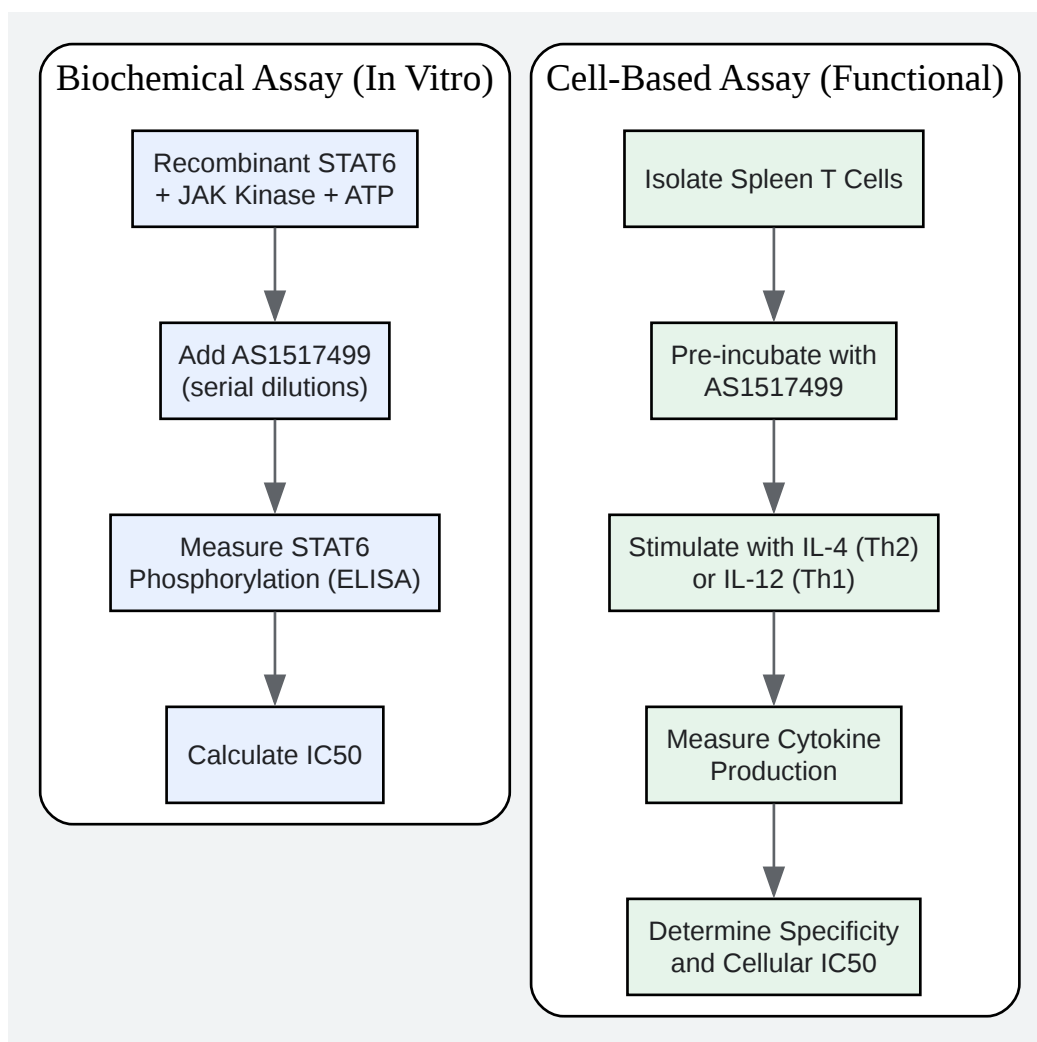 Biochemical Assay (In Vitro)
Recombinant STAT6
+ JAK Kinase + ATP
Add AS1517499
(serial dilutions)
Measure STAT6
Phosphorylation (ELISA)
Calculate IC50
Cell-Based Assay (Functional)
Isolate Spleen T Cells
Pre-incubate with
AS1517499
Stimulate with IL-4 (Th2)
or IL-12 (Th1)
Measure Cytokine
Production
Determine Specificity
and Cellular IC50